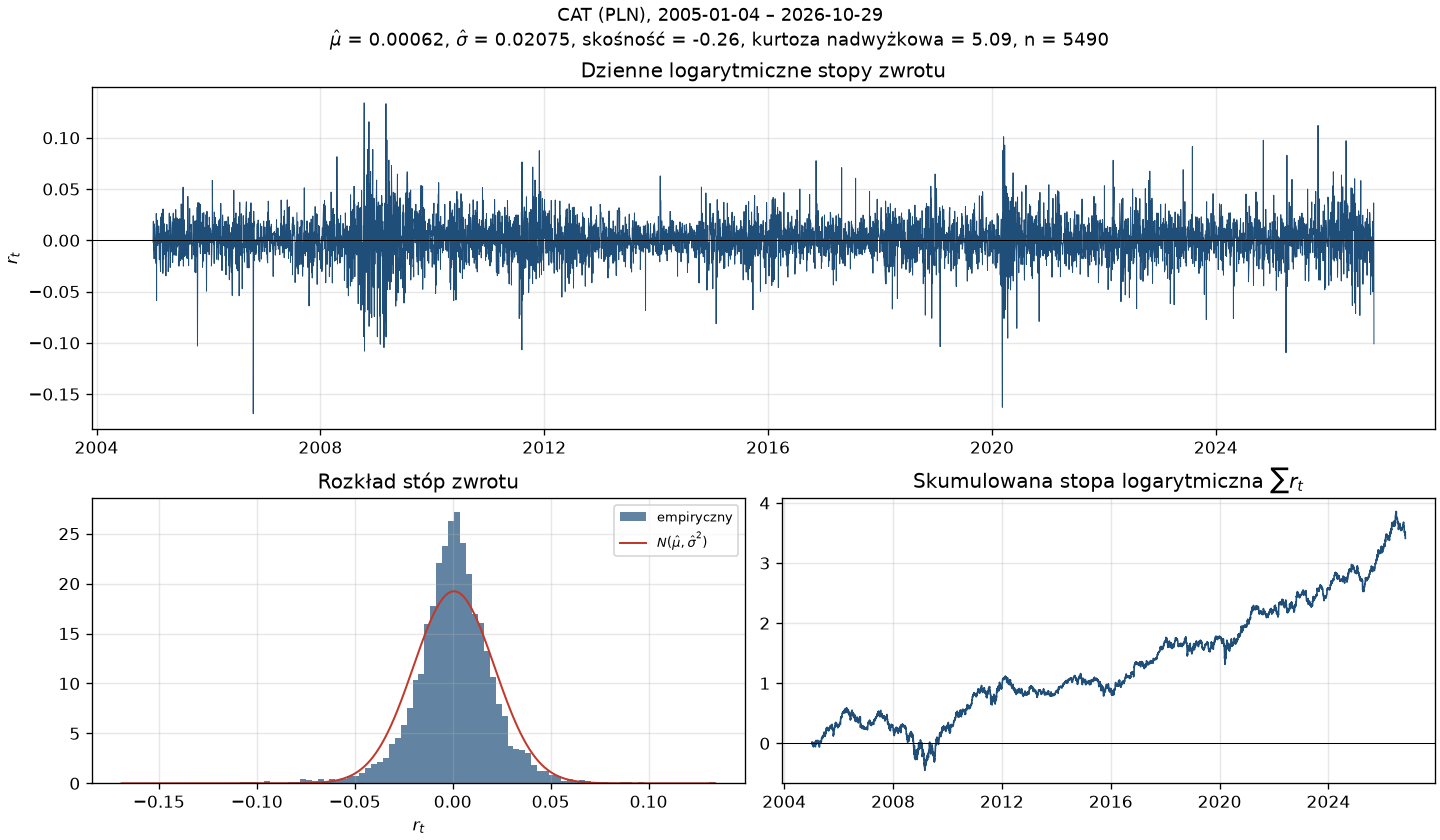 CAT (PLN), 2005-01-04 – 2026-10-29
μ̂ = 0.00062, σ̂ = 0.02075, skośność = -0.26, kurtoza nadwyżkowa = 5.09, n = 5490
Dzienne logarytmiczne stopy zwrotu
0.10
0.05
0.00
−0.05
−0.10
−0.15
r_t
2004 2008 2012 2016 2020 2024
Rozkład stóp zwrotu
empiryczny
N(μ̂, σ̂²)
25
20
15
10
5
0
−0.15 −0.10 −0.05 0.00 0.05 0.10
r_t
Skumulowana stopa logarytmiczna ∑r_t
4
3
2
1
0
2004 2008 2012 2016 2020 2024